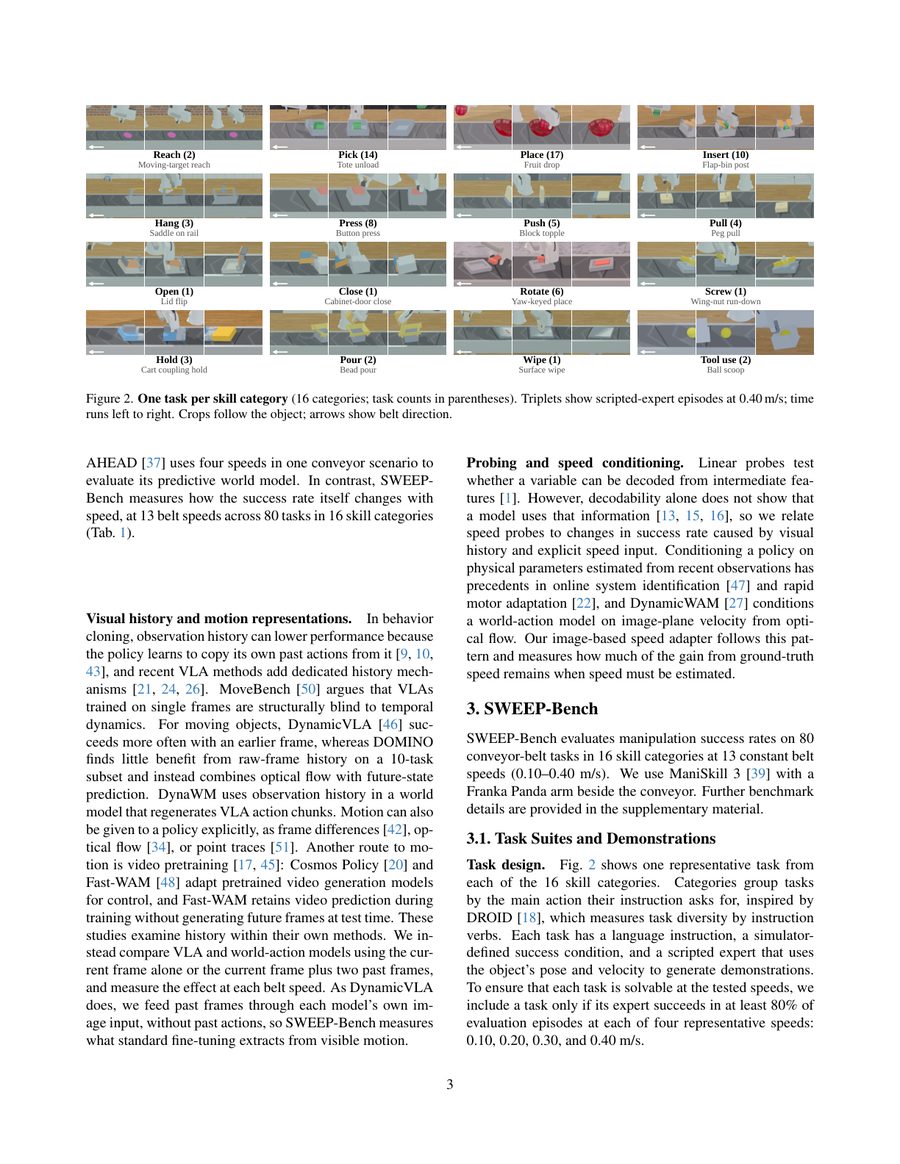 Reach (2)
Moving-target reach
Pick (14)
Tote unload
Place (17)
Fruit drop
Insert (10)
Flap-bin post
Hang (3)
Saddle on rail
Press (8)
Button press
Push (5)
Block topple
Pull (4)
Peg pull
Open (1)
Lid flip
Close (1)
Cabinet-door close
Rotate (6)
Yaw-keyed place
Screw (1)
Wing-nut run-down
Hold (3)
Cart coupling hold
Pour (2)
Bead pour
Wipe (1)
Surface wipe
Tool use (2)
Ball scoop
Figure 2. One task per skill category (16 categories; task counts in parentheses). Triplets show scripted-expert episodes at 0.40 m/s; time
runs left to right. Crops follow the object; arrows show belt direction.
AHEAD [37] uses four speeds in one conveyor scenario to
evaluate its predictive world model. In contrast, SWEEP-
Bench measures how the success rate itself changes with
speed, at 13 belt speeds across 80 tasks in 16 skill categories
(Tab. 1).
Visual history and motion representations. In behavior
cloning, observation history can lower performance because
the policy learns to copy its own past actions from it [9, 10,
43], and recent VLA methods add dedicated history mech-
anisms [21, 24, 26]. MoveBench [50] argues that VLAs
trained on single frames are structurally blind to temporal
dynamics. For moving objects, DynamicVLA [46] suc-
ceeds more often with an earlier frame, whereas DOMINO
finds little benefit from raw-frame history on a 10-task
subset and instead combines optical flow with future-state
prediction. DynaWM uses observation history in a world
model that regenerates VLA action chunks. Motion can also
be given to a policy explicitly, as frame differences [42], op-
tical flow [34], or point traces [51]. Another route to mo-
tion is video pretraining [17, 45]: Cosmos Policy [20] and
Fast-WAM [48] adapt pretrained video generation models
for control, and Fast-WAM retains video prediction during
training without generating future frames at test time. These
studies examine history within their own methods. We in-
stead compare VLA and world-action models using the cur-
rent frame alone or the current frame plus two past frames,
and measure the effect at each belt speed. As DynamicVLA
does, we feed past frames through each model's own im-
age input, without past actions, so SWEEP-Bench measures
what standard fine-tuning extracts from visible motion.
Probing and speed conditioning. Linear probes test
whether a variable can be decoded from intermediate fea-
tures [1]. However, decodability alone does not show that
a model uses that information [13, 15, 16], so we relate
speed probes to changes in success rate caused by visual
history and explicit speed input. Conditioning a policy on
physical parameters estimated from recent observations has
precedents in online system identification [47] and rapid
motor adaptation [22], and DynamicWAM [27] conditions
a world-action model on image-plane velocity from opti-
cal flow. Our image-based speed adapter follows this pat-
tern and measures how much of the gain from ground-truth
speed remains when speed must be estimated.
3. SWEEP-Bench
SWEEP-Bench evaluates manipulation success rates on 80
conveyor-belt tasks in 16 skill categories at 13 constant belt
speeds (0.10–0.40 m/s). We use ManiSkill 3 [39] with a
Franka Panda arm beside the conveyor. Further benchmark
details are provided in the supplementary material.
3.1. Task Suites and Demonstrations
Task design. Fig. 2 shows one representative task from
each of the 16 skill categories. Categories group tasks
by the main action their instruction asks for, inspired by
DROID [18], which measures task diversity by instruction
verbs. Each task has a language instruction, a simulator-
defined success condition, and a scripted expert that uses
the object's pose and velocity to generate demonstrations.
To ensure that each task is solvable at the tested speeds, we
include a task only if its expert succeeds in at least 80% of
evaluation episodes at each of four representative speeds:
0.10, 0.20, 0.30, and 0.40 m/s.
3